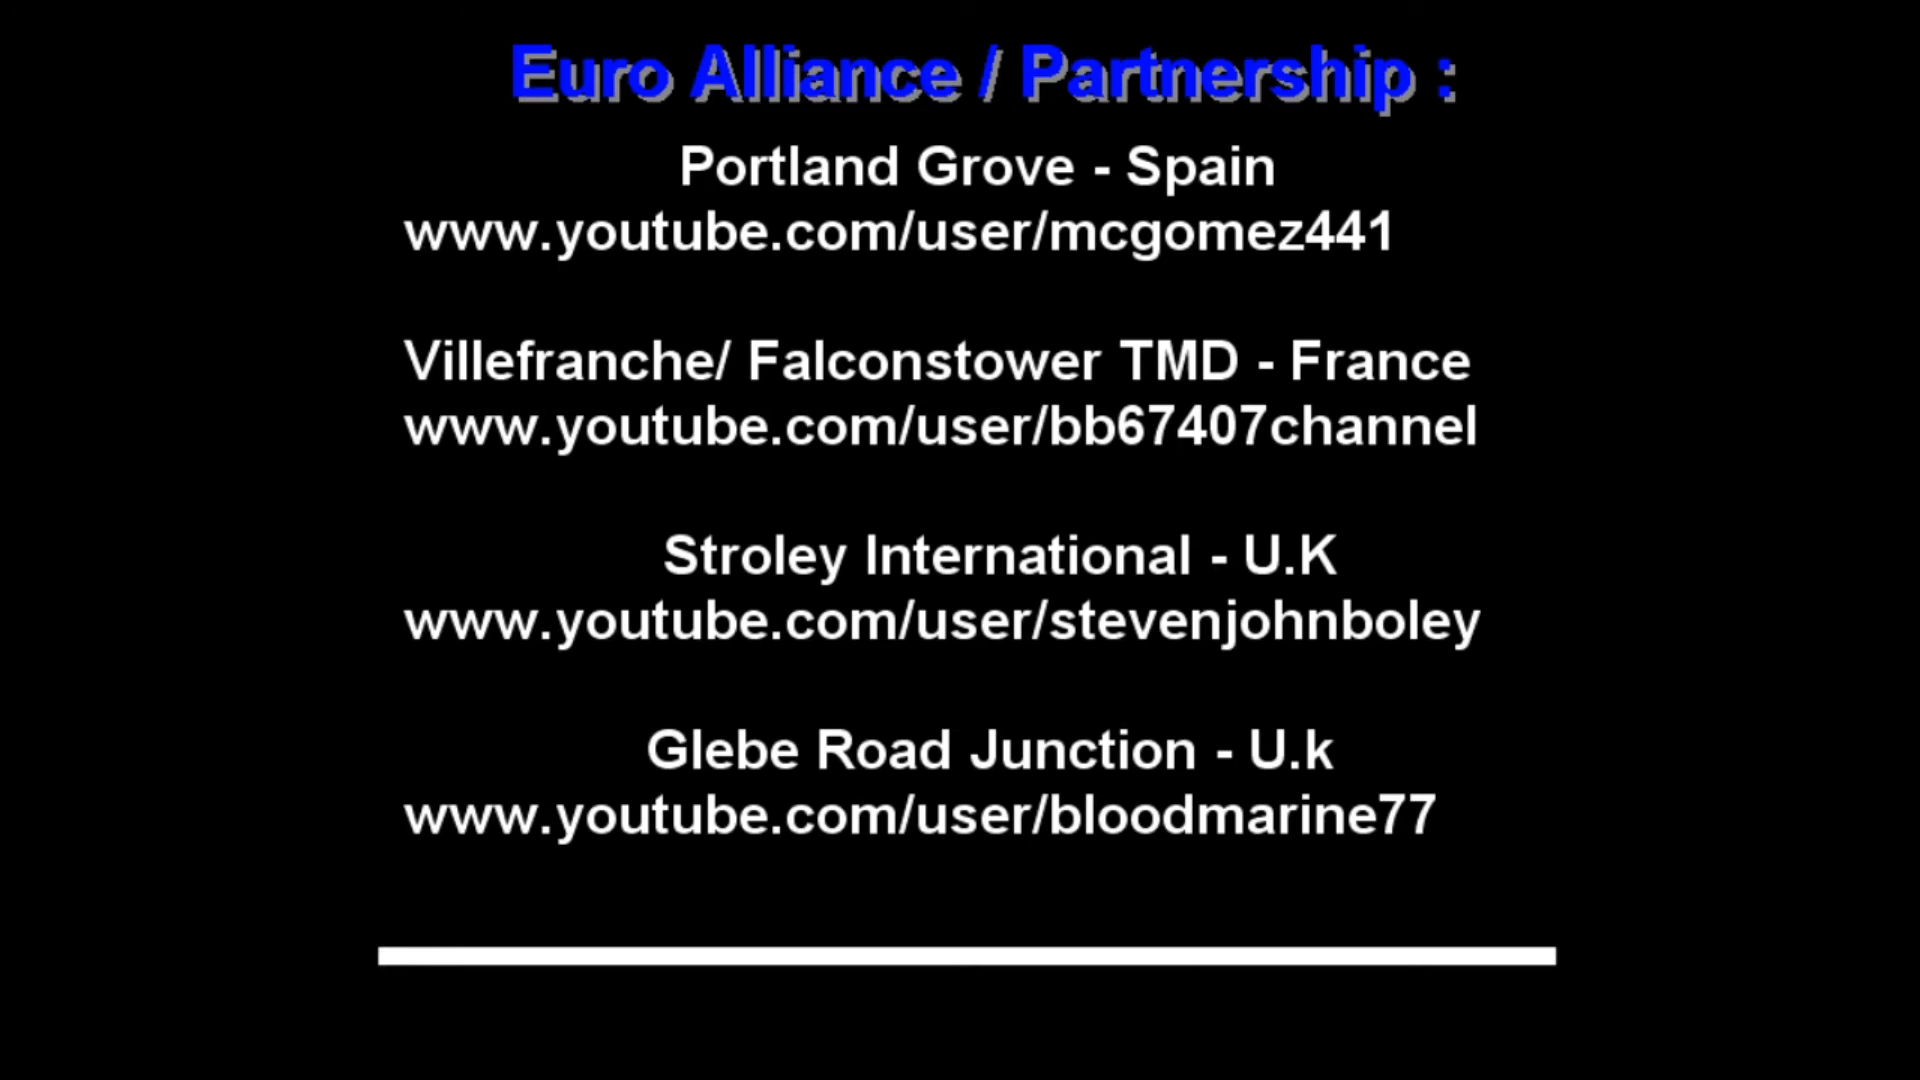 Euro Alliance / Partnership :
Portland Grove - Spain
www.youtube.com/user/mcgomez441
Villefranche/ Falconstower TMD - France
www.youtube.com/user/bb67407channel
Stroley International - U.K
www.youtube.com/user/stevenjohnboley
Glebe Road Junction - U.k
www.youtube.com/user/bloodmarine77